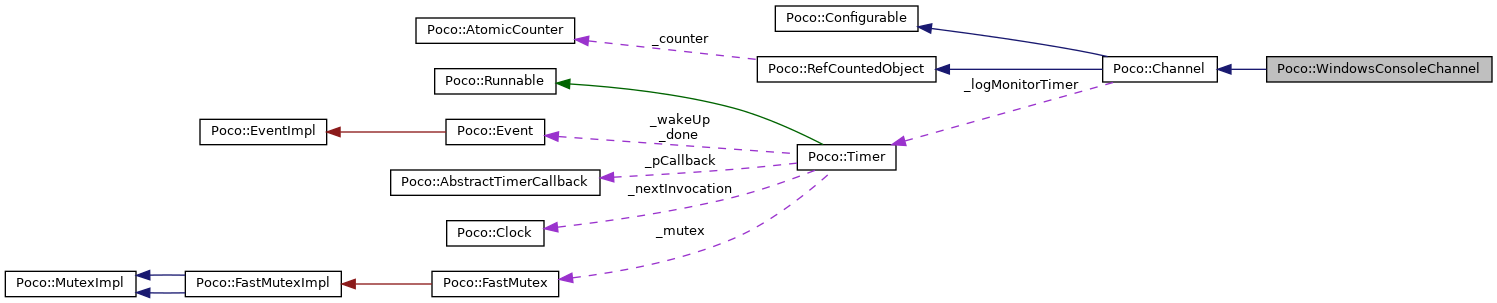 Poco::Configurable
Poco::AtomicCounter
_counter
Poco::RefCountedObject
Poco::Channel
Poco::WindowsConsoleChannel
Poco::Runnable
_logMonitorTimer
Poco::EventImpl
Poco::Event
_wakeUp
_done
Poco::Timer
_pCallback
Poco::AbstractTimerCallback
_nextInvocation
Poco::Clock
_mutex
Poco::MutexImpl
Poco::FastMutexImpl
Poco::FastMutex